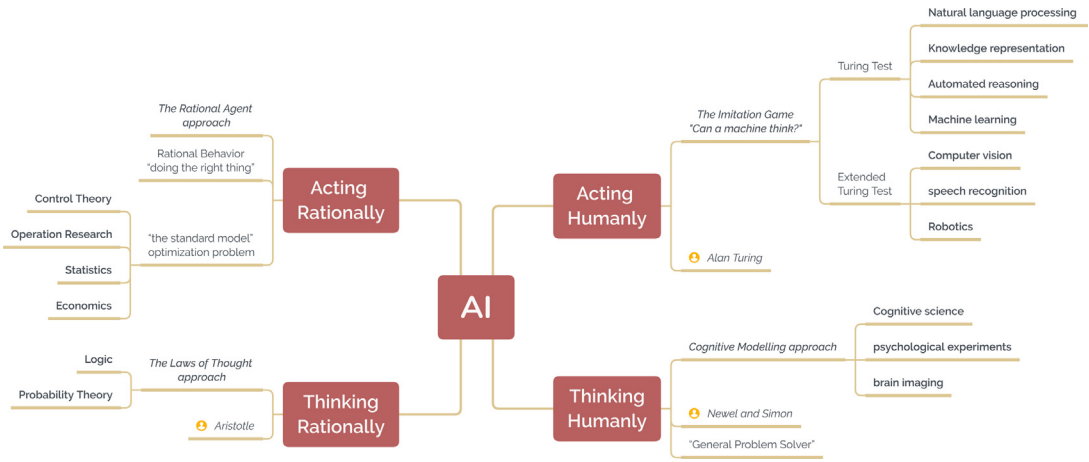 AI
Acting
Humanly
The Imitation Game
"Can a machine think?"
Turing Test
Natural language processing
Knowledge representation
Automated reasoning
Machine learning
Extended
Turing Test
Computer vision
speech recognition
Robotics
Alan Turing
Thinking
Humanly
Cognitive Modelling approach
Cognitive science
psychological experiments
brain imaging
Newel and Simon
"General Problem Solver"
Acting
Rationally
The Rational Agent
approach
Rational Behavior
“doing the right thing”
“the standard model”
optimization problem
Control Theory
Operation Research
Statistics
Economics
Thinking
Rationally
The Laws of Thought
approach
Logic
Probability Theory
Aristotle